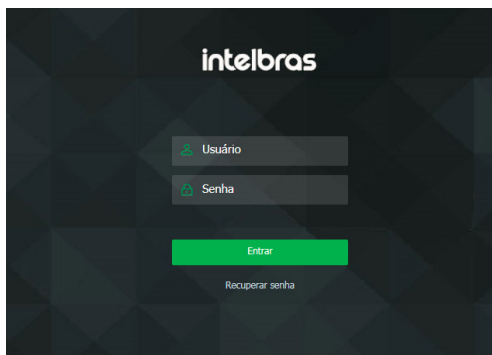 intelbras
Usuário
Senha
Entrar
Recuperar senha